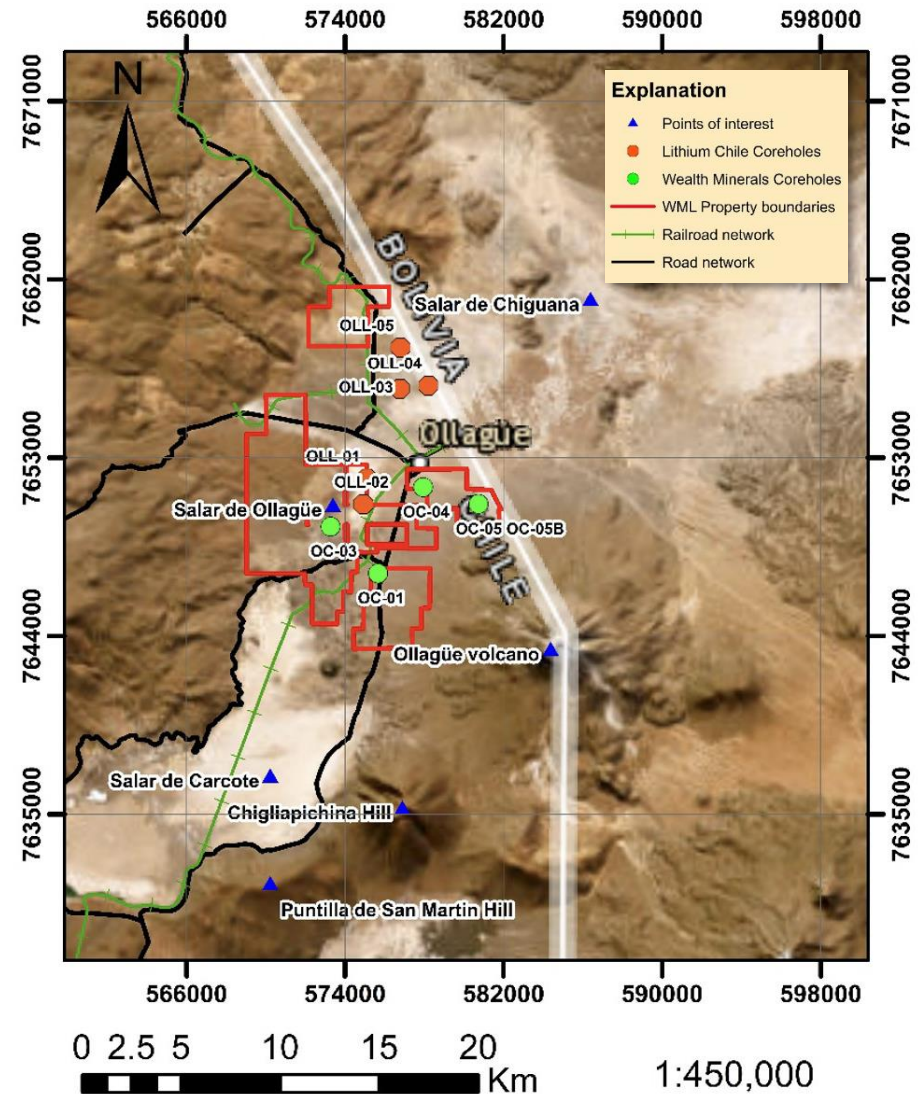 566000 574000 582000 590000 598000
7671000
7662000
7653000
7644000
7635000
N
Explanation
Points of interest
Lithium Chile Coreholes
Wealth Minerals Coreholes
WML Property boundaries
Railroad network
Road network
7671000
7662000
7653000
7644000
7635000
BOLIVIA
Salar de Chiguana
OLL-05
OLL-04
OLL-03
Ollagüe
OLL-01
OLL-02
Salar de Ollagüe
OC-04
OC-05 OC-05B
OC-03
CHILE
OC-01
Ollagüe volcano
Salar de Carcote
Chigliapichina Hill
Puntilla de San Martin Hill
566000 574000 582000 590000 598000
0 2.5 5 10 15 20
Km
1:450,000